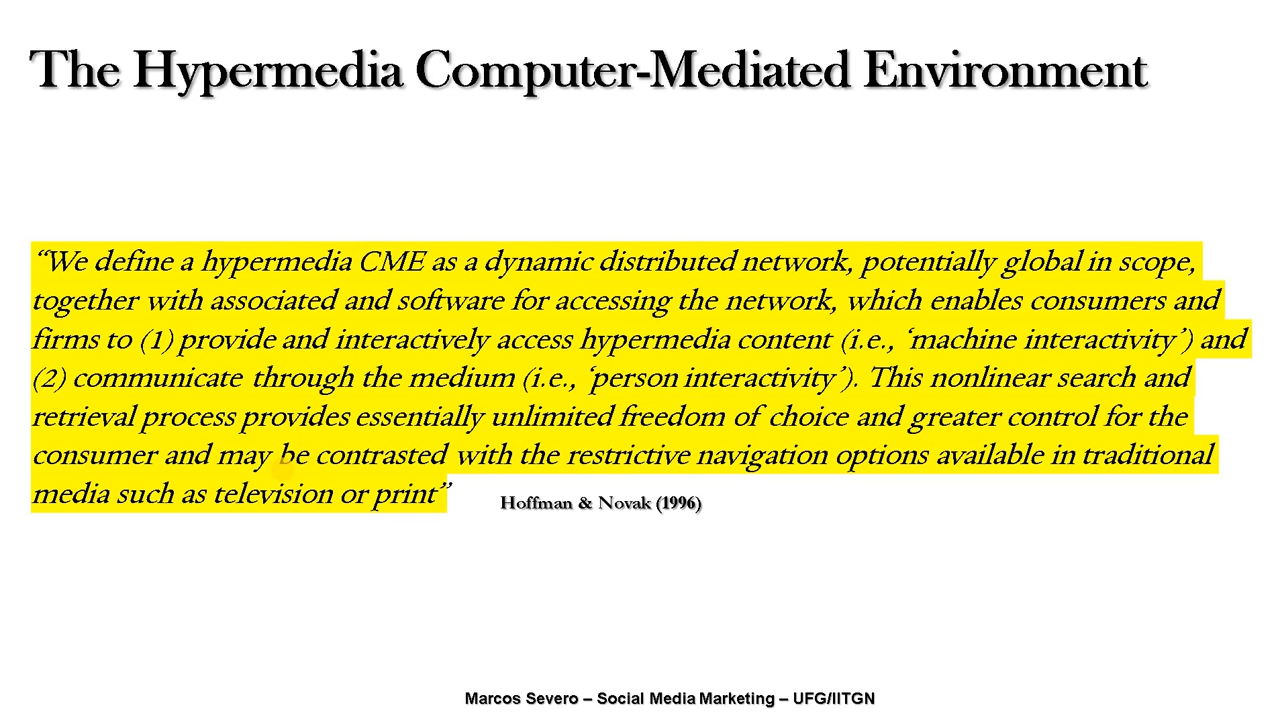 The Hypermedia Computer-Mediated Environment
“We define a hypermedia CME as a dynamic distributed network, potentially global in scope,
together with associated and software for accessing the network, which enables consumers and
firms to (1) provide and interactively access hypermedia content (i.e., ‘machine interactivity’) and
(2) communicate through the medium (i.e., ‘person interactivity’). This nonlinear search and
retrieval process provides essentially unlimited freedom of choice and greater control for the
consumer and may be contrasted with the restrictive navigation options available in traditional
media such as television or print”
Hoffman & Novak (1996)
Marcos Severo – Social Media Marketing – UFG/IITGN